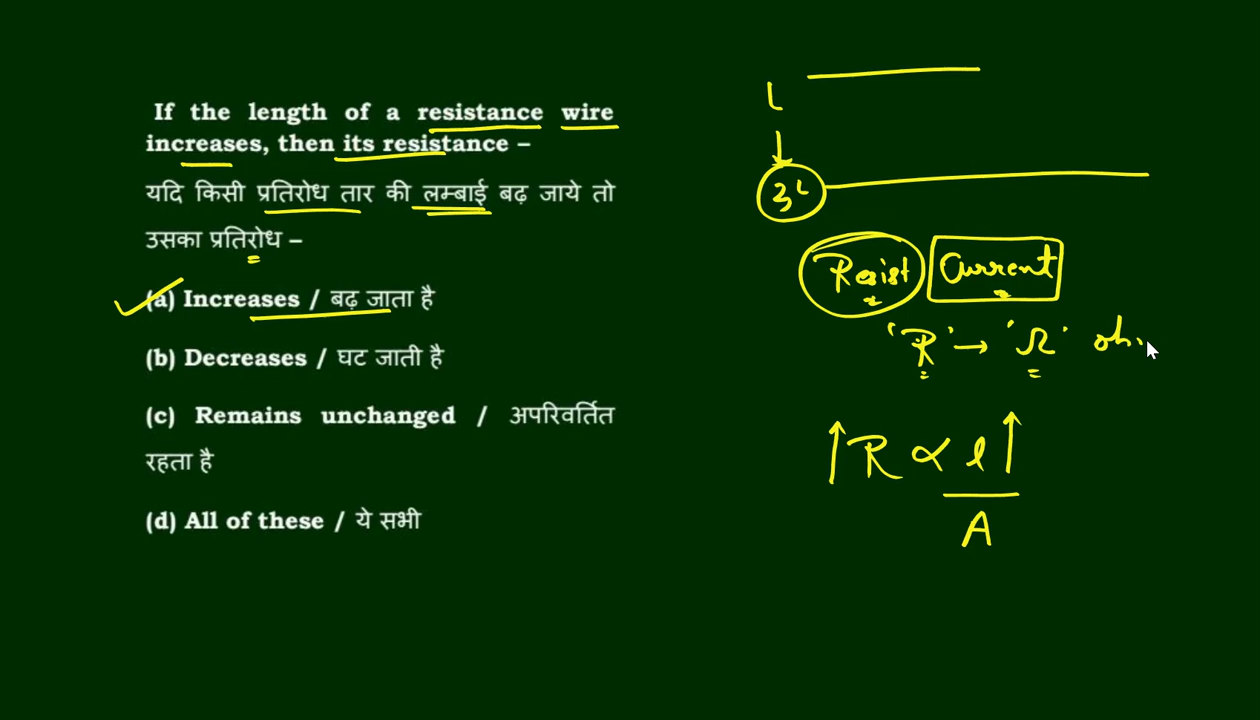 If the length of a resistance wire
increases, then its resistance –
यदि किसी प्रतिरोध तार की लम्बाई बढ़ जाये तो
उसका प्रतिरोध –
(a) Increases / बढ़ जाता है
(b) Decreases / घट जाती है
(c) Remains unchanged / अपरिवर्तित
रहता है
(d) All of these / ये सभी
L
3L
Resist Current
'R' → 'Ω'
↑ R ∝ l ↑
A